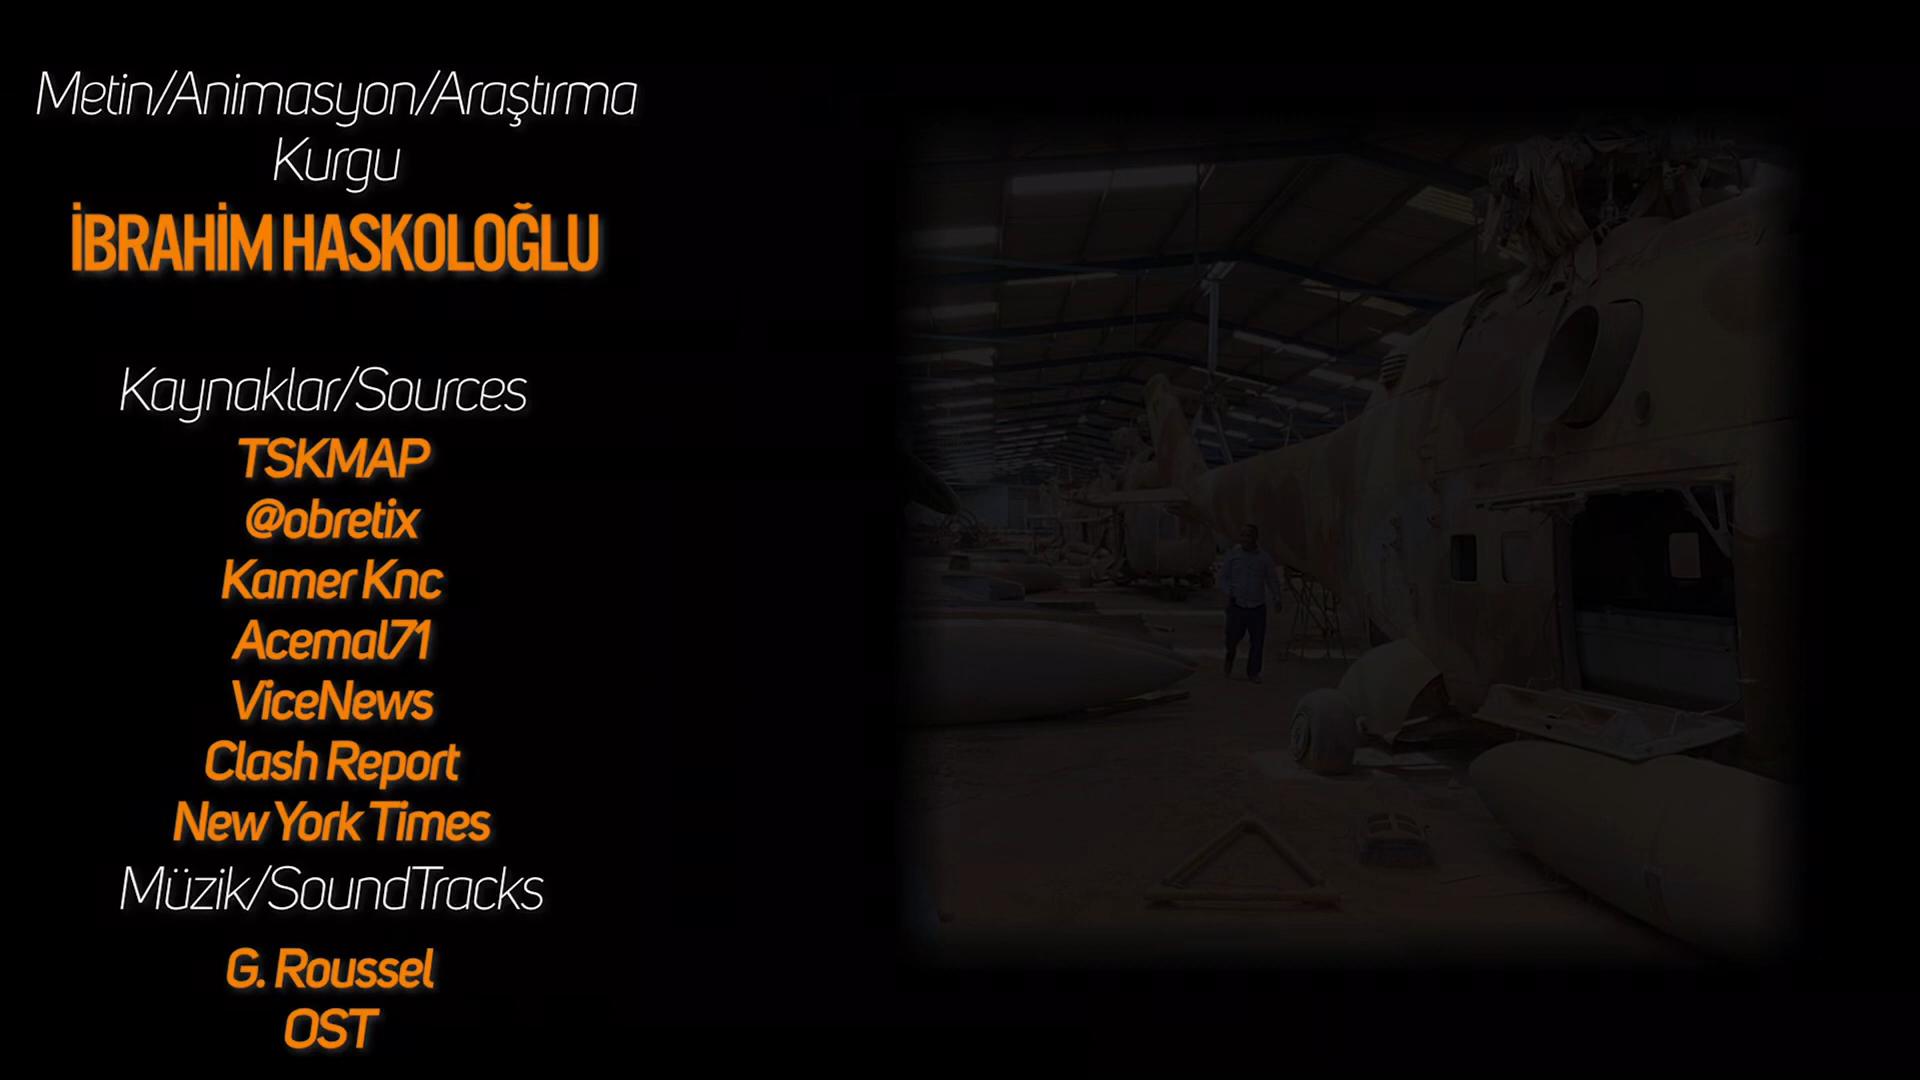 Metin/Animasyon/Araştırma
Kurgu
İBRAHİM HASKOLOĞLU
Kaynaklar/Sources
TSKMAP
@obretix
Kamer Knc
Acemal71
ViceNews
Clash Report
New York Times
Müzik/SoundTracks
G. Roussel
OST